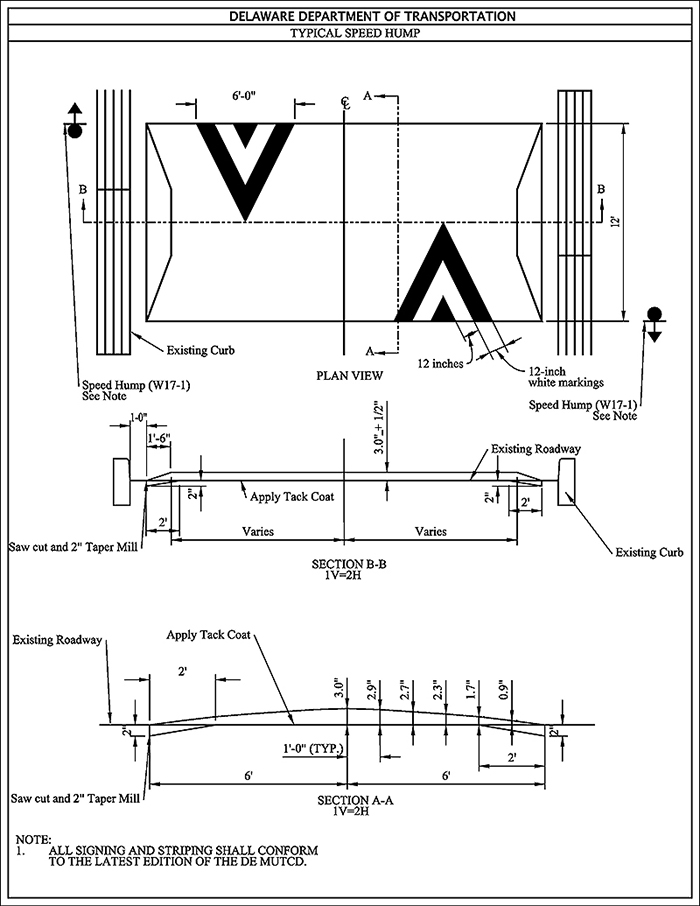 DELAWARE DEPARTMENT OF TRANSPORTATION
TYPICAL SPEED HUMP
6'-0"
℄
A
B
B
12'
A
Existing Curb
12 inches
12-inch
white markings
PLAN VIEW
Speed Hump (W17-1)
See Note
Speed Hump (W17-1)
See Note
1-0"
1'-6"
3.0" ± 1/2"
Existing Roadway
2"
Apply Tack Coat
2"
2'
2'
Varies
Varies
Saw cut and 2" Taper Mill
Existing Curb
SECTION B-B
1V=2H
Existing Roadway
Apply Tack Coat
2'
3.0"
2.9"
2.7"
2.3"
1.7"
0.9"
2"
2"
1'-0" (TYP.)
2'
6'
6'
Saw cut and 2" Taper Mill
SECTION A-A
1V=2H
NOTE:
1. ALL SIGNING AND STRIPING SHALL CONFORM
TO THE LATEST EDITION OF THE DE MUTCD.